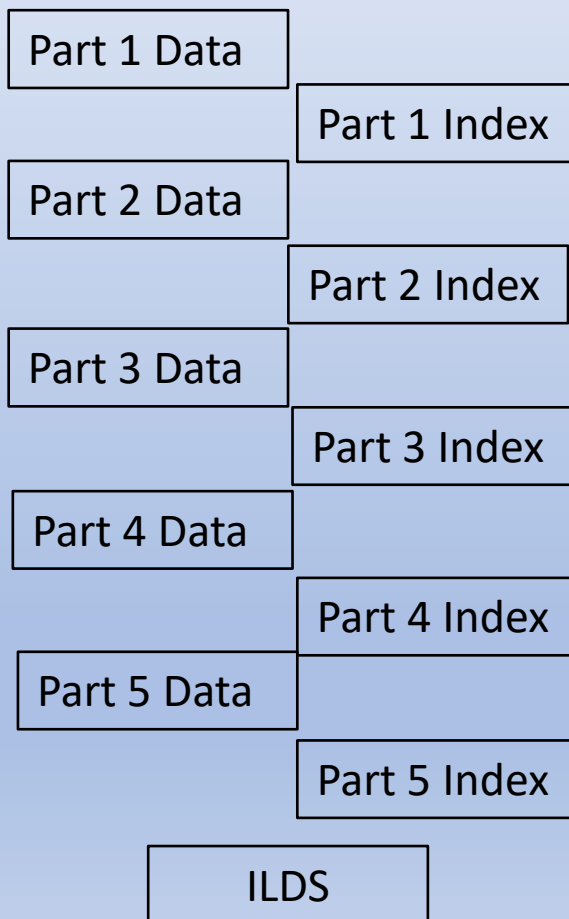 Part 1 Data
Part 1 Index
Part 2 Data
Part 2 Index
Part 3 Data
Part 3 Index
Part 4 Data
Part 4 Index
Part 5 Data
Part 5 Index
ILDS